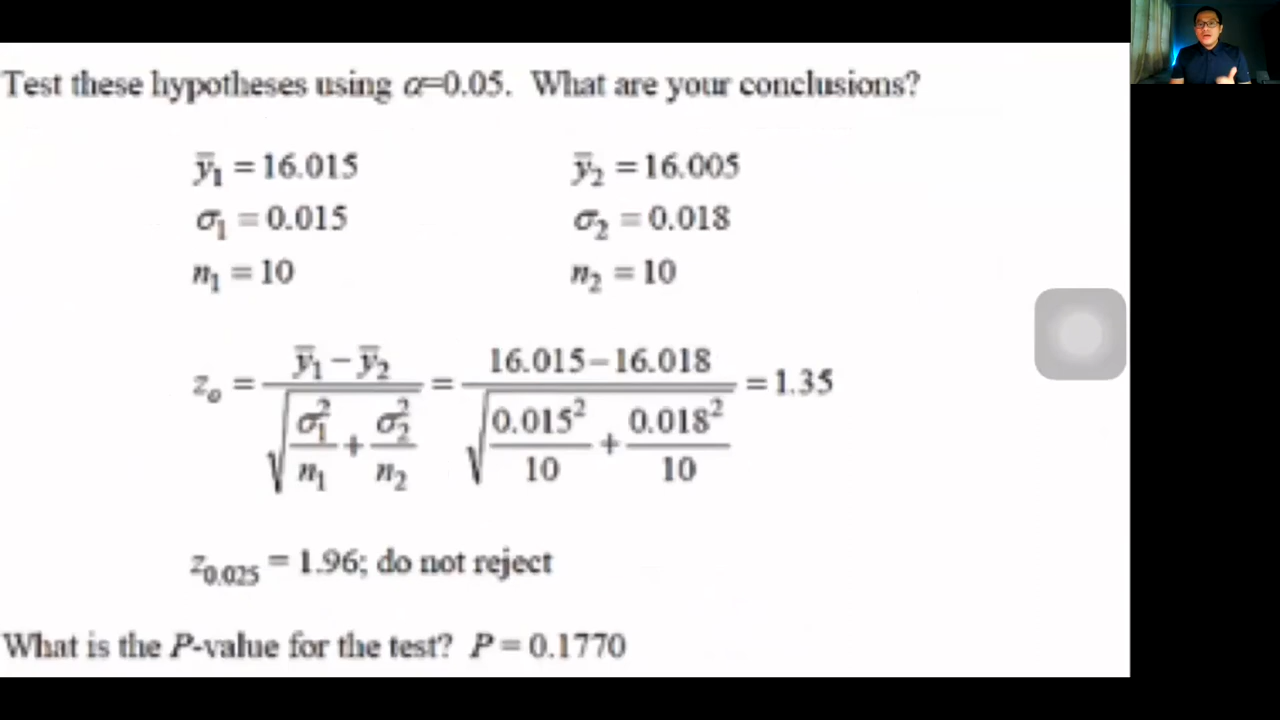 Test these hypotheses using α=0.05. What are your conclusions?
ȳ₁ = 16.015 ȳ₂ = 16.005
σ₁ = 0.015 σ₂ = 0.018
n₁ = 10 n₂ = 10
zₒ = (ȳ₁ − ȳ₂) / √(σ₁²/n₁ + σ₂²/n₂) = (16.015 − 16.018) / √(0.015²/10 + 0.018²/10) = 1.35
z₀.₀₂₅ = 1.96; do not reject
What is the P-value for the test? P = 0.1770